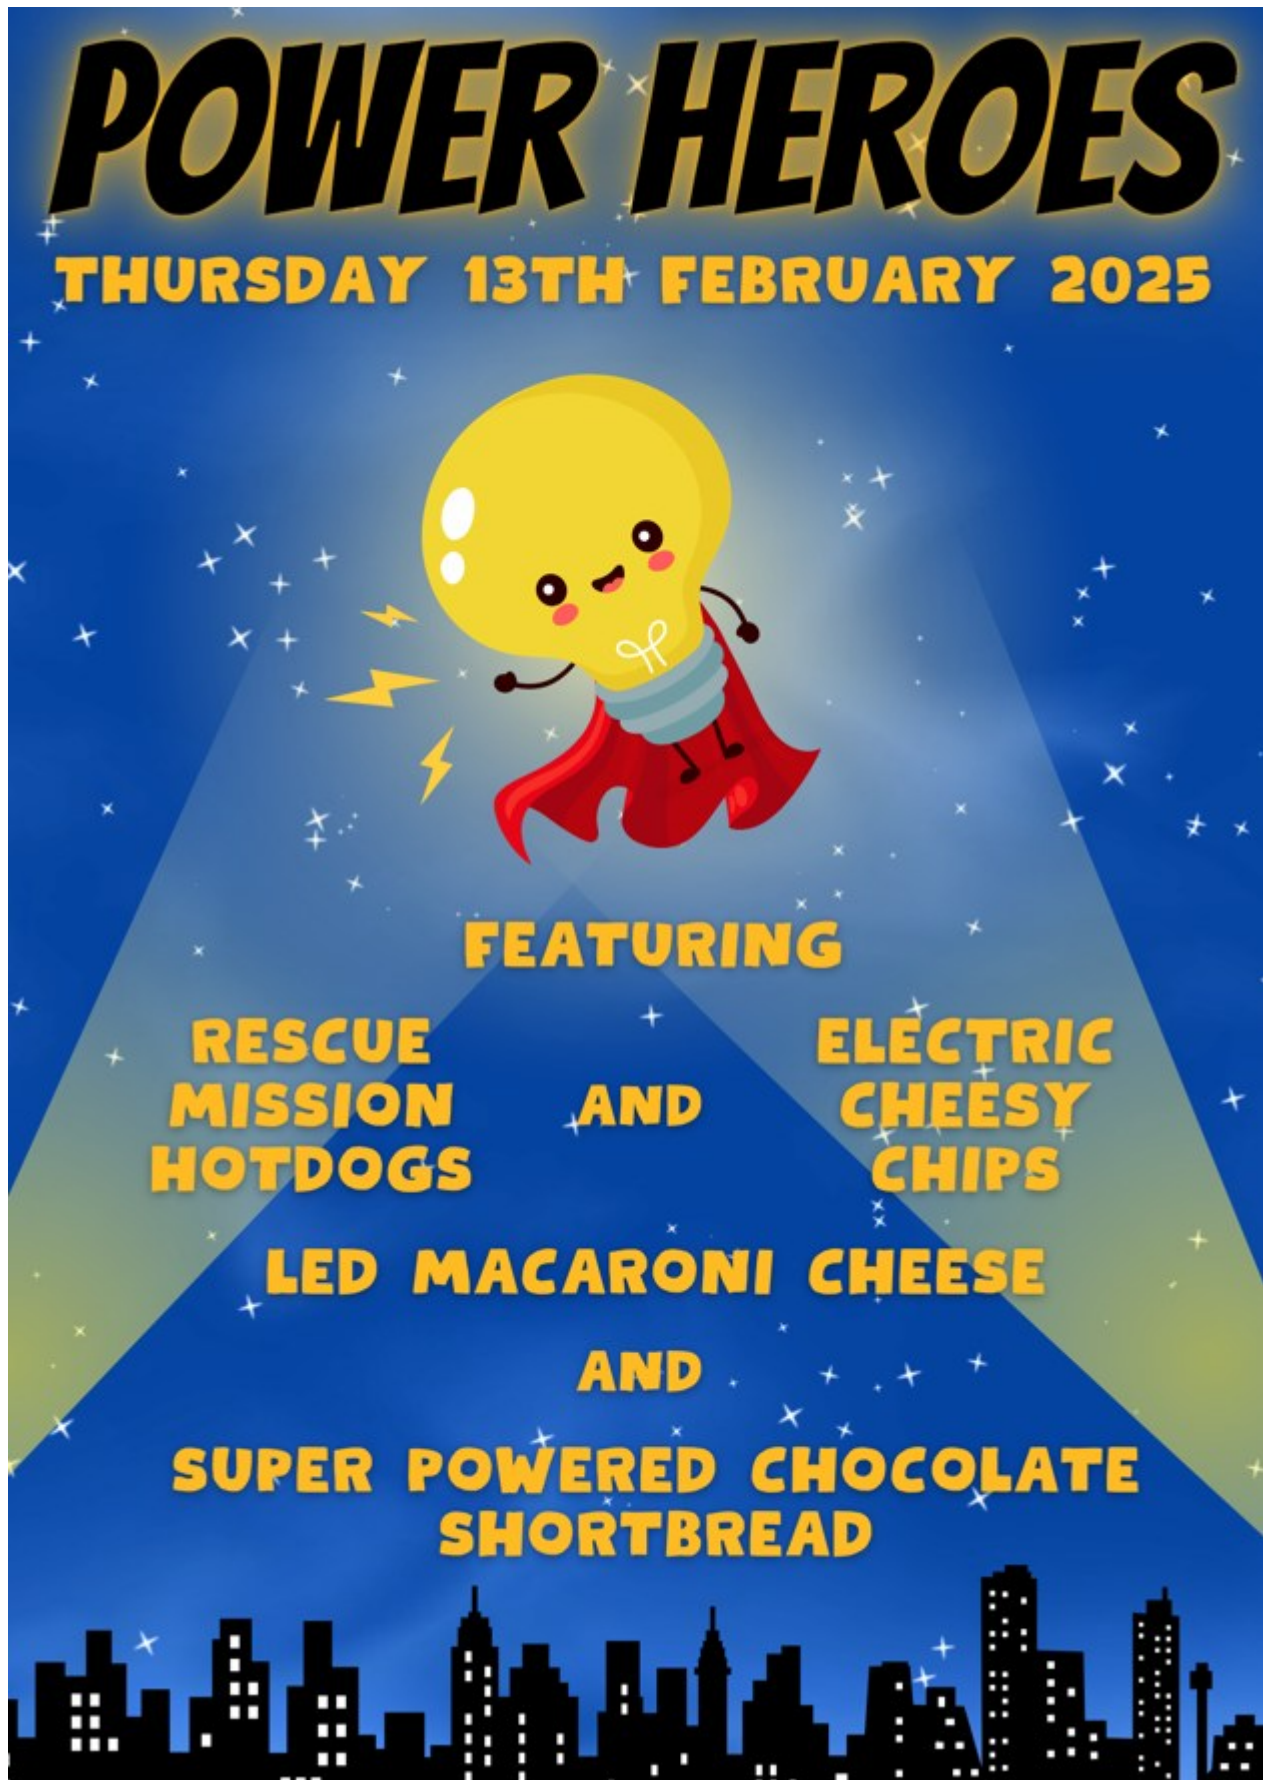 POWER HEROES
THURSDAY 13TH FEBRUARY 2025
FEATURING
RESCUE
MISSION
HOTDOGS
AND
ELECTRIC
CHEESY
CHIPS
LED MACARONI CHEESE
AND
SUPER POWERED CHOCOLATE
SHORTBREAD